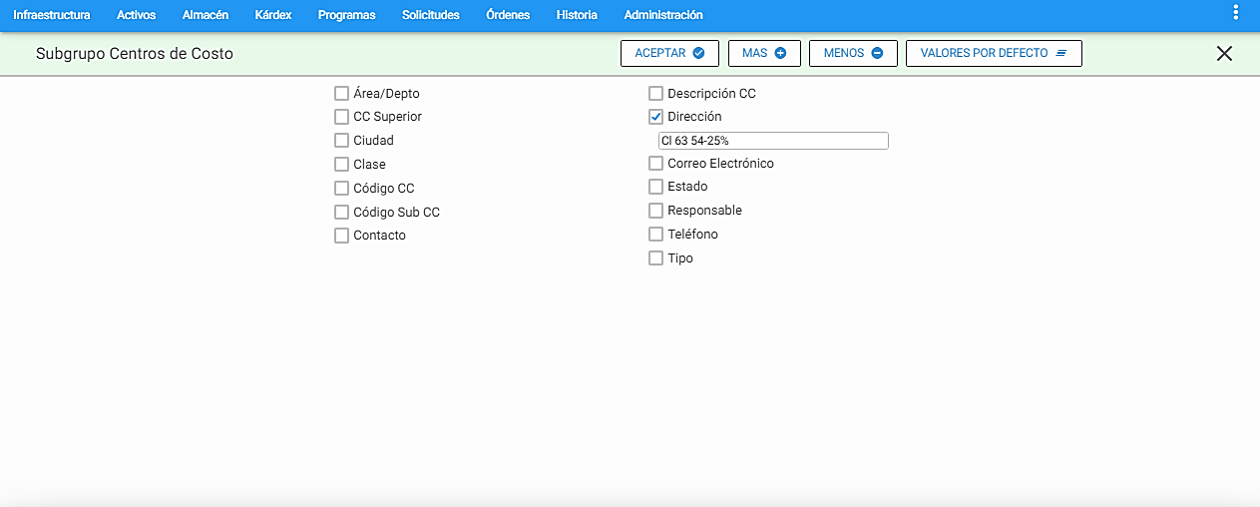 Infraestructura Activos Almacén Kárdex Programas Solicitudes Órdenes Historia Administración
Subgrupo Centros de Costo ACEPTAR MAS MENOS VALORES POR DEFECTO
Área/Depto
CC Superior
Ciudad
Clase
Código CC
Código Sub CC
Contacto
Descripción CC
Dirección
Cl 63 54-25%
Correo Electrónico
Estado
Responsable
Teléfono
Tipo